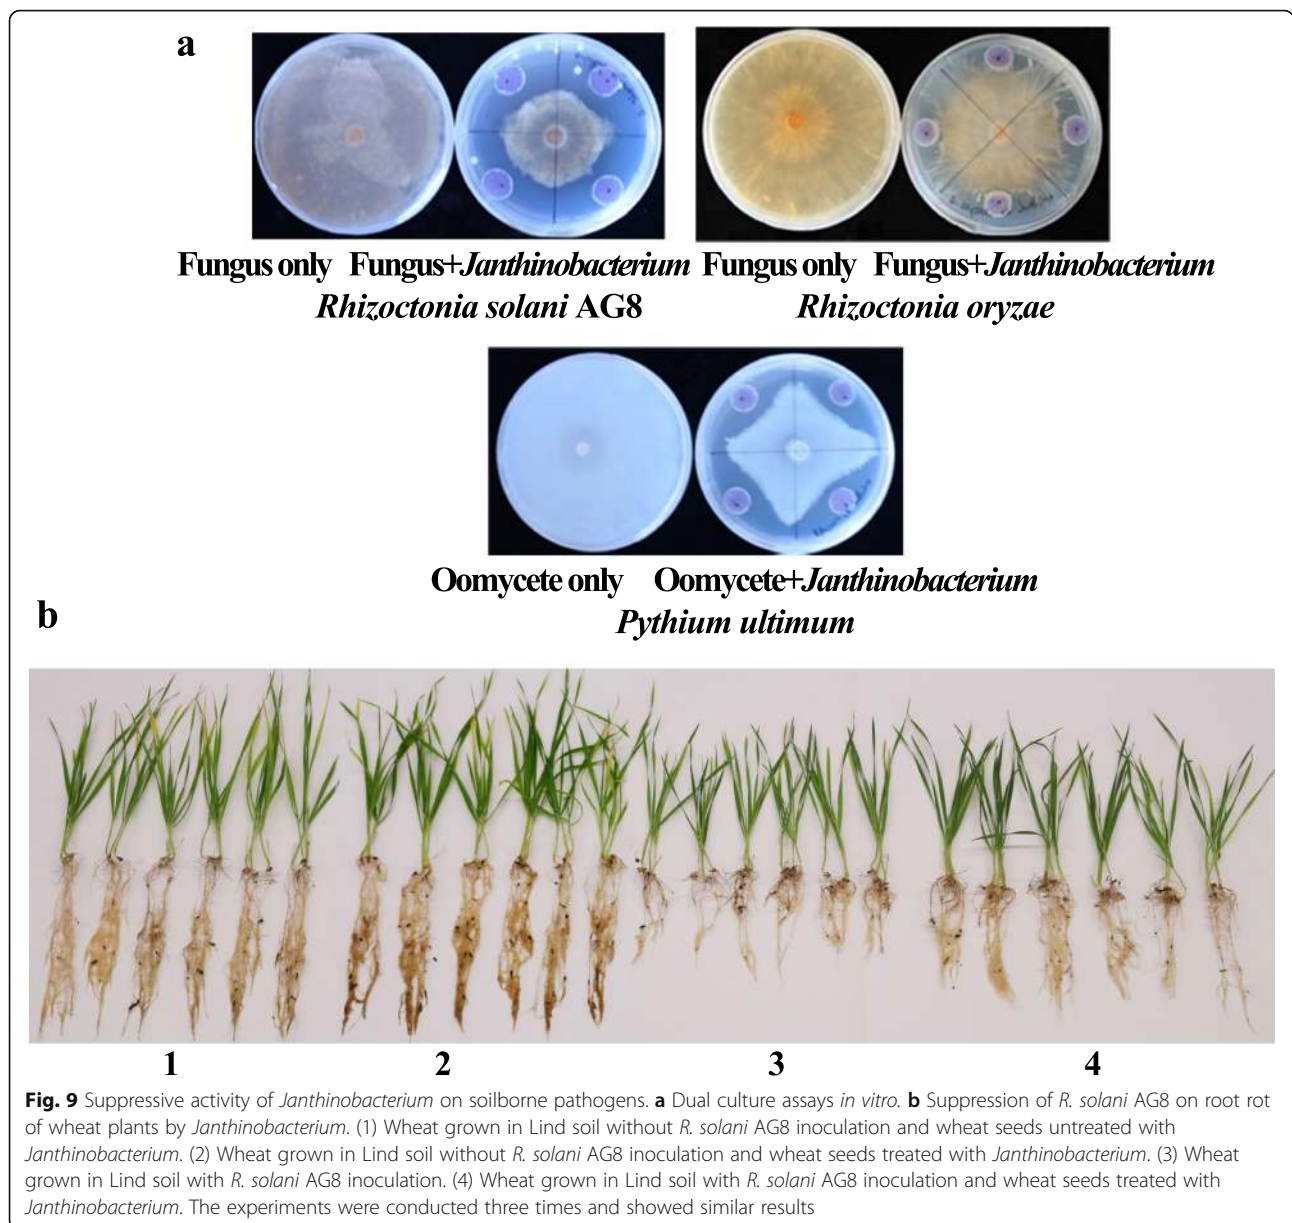 a
Fungus only Fungus+Janthinobacterium Fungus only Fungus+Janthinobacterium
Rhizoctonia solani AG8 Rhizoctonia oryzae
Oomycete only Oomycete+Janthinobacterium
Pythium ultimum
b
1 2 3 4
Fig. 9 Suppressive activity of Janthinobacterium on soilborne pathogens. a Dual culture assays in vitro. b Suppression of R. solani AG8 on root rot
of wheat plants by Janthinobacterium. (1) Wheat grown in Lind soil without R. solani AG8 inoculation and wheat seeds untreated with
Janthinobacterium. (2) Wheat grown in Lind soil without R. solani AG8 inoculation and wheat seeds treated with Janthinobacterium. (3) Wheat
grown in Lind soil with R. solani AG8 inoculation. (4) Wheat grown in Lind soil with R. solani AG8 inoculation and wheat seeds treated with
Janthinobacterium. The experiments were conducted three times and showed similar results